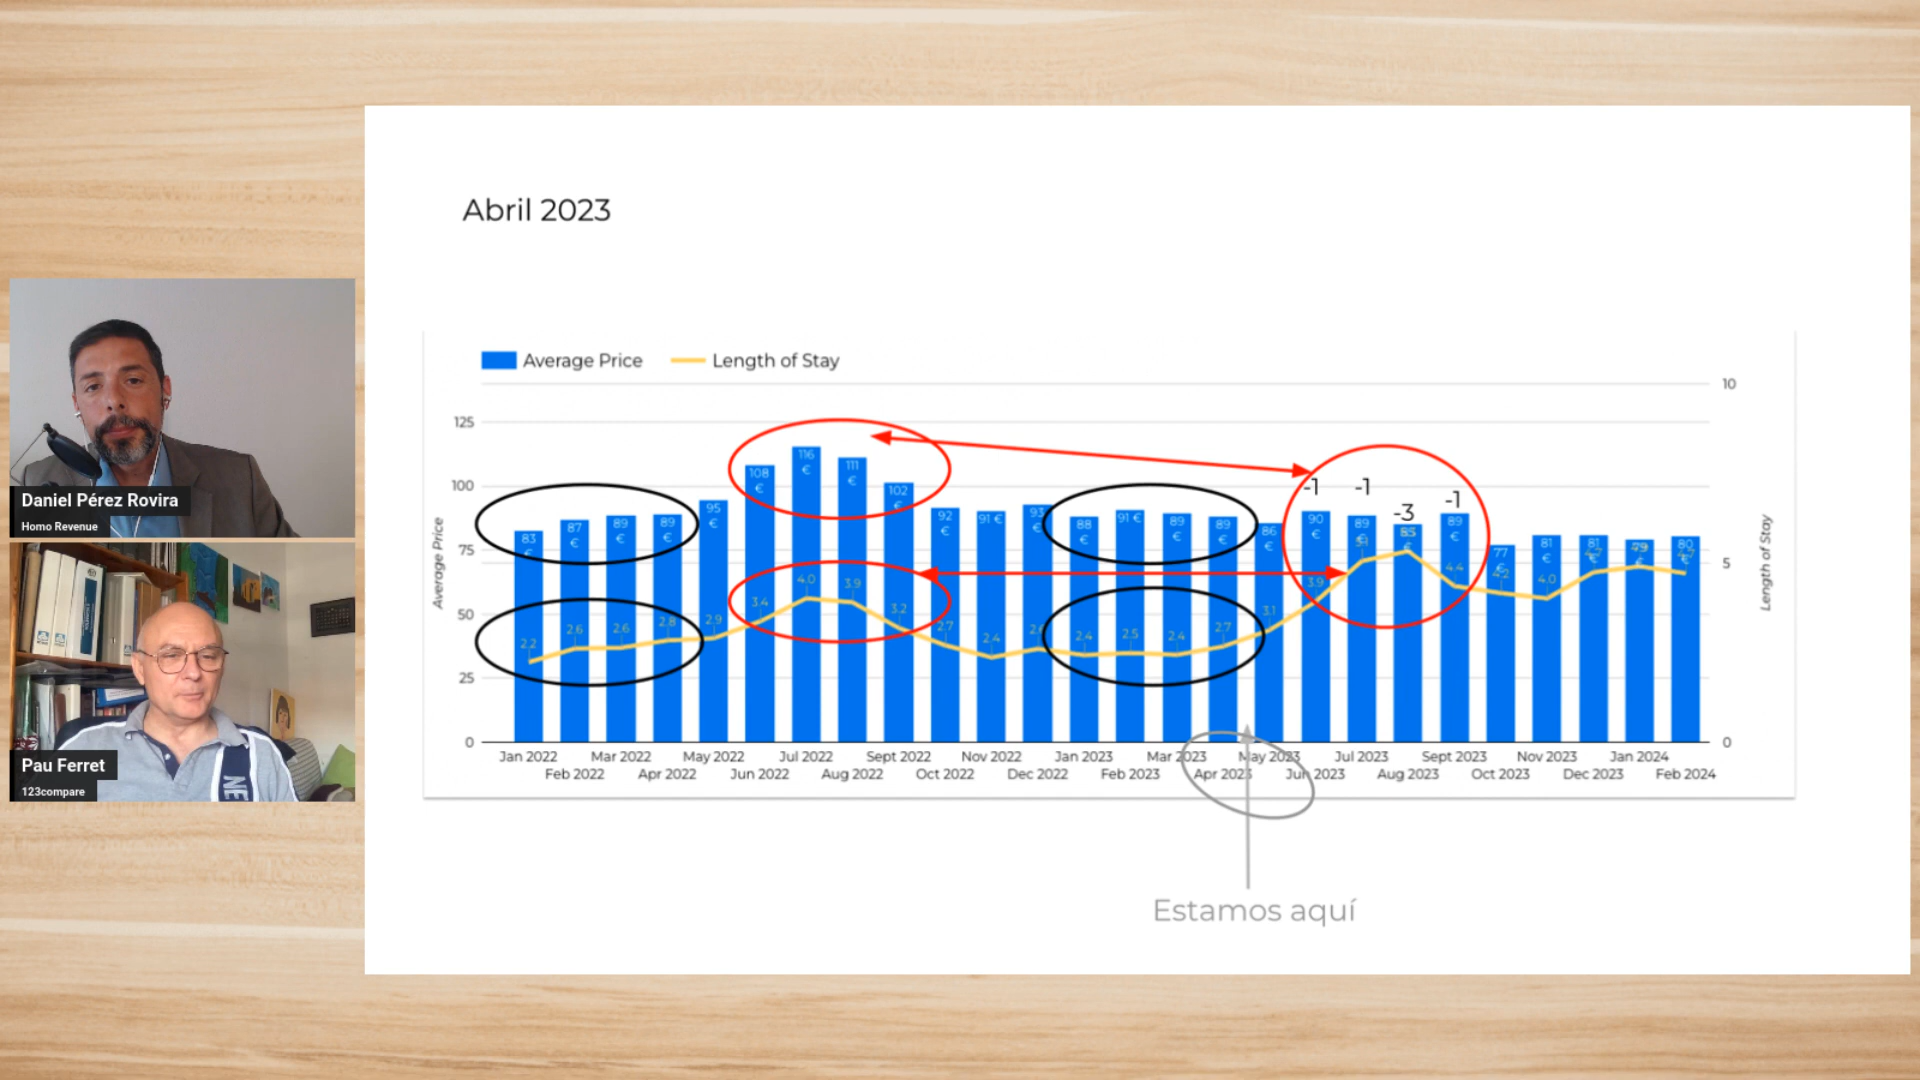 Abril 2023
Average Price
Length of Stay
10
125
100
75
50
25
0
5
0
Average Price
Length of Stay
83 €
87 €
89 €
89 €
95 €
108 €
116 €
111 €
102 €
92 €
91 €
93 €
88 €
91 €
89 €
89 €
86 €
90 €
89 €
85 €
89 €
77 €
81 €
81 €
79 €
80 €
-1
-1
-3
-1
2.2
2.6
2.6
2.8
2.9
3.4
4.0
3.9
3.2
2.7
2.4
2.4
2.5
2.4
2.7
3.1
3.9
5.1
4.4
4.2
4.0
Jan 2022
Feb 2022
Mar 2022
Apr 2022
May 2022
Jun 2022
Jul 2022
Aug 2022
Sept 2022
Oct 2022
Nov 2022
Dec 2022
Jan 2023
Feb 2023
Mar 2023
Apr 2023
May 2023
Jun 2023
Jul 2023
Aug 2023
Sept 2023
Oct 2023
Nov 2023
Dec 2023
Jan 2024
Feb 2024
Estamos aquí
Daniel Pérez Rovira
Homo Revenue
Pau Ferret
123compare
NE